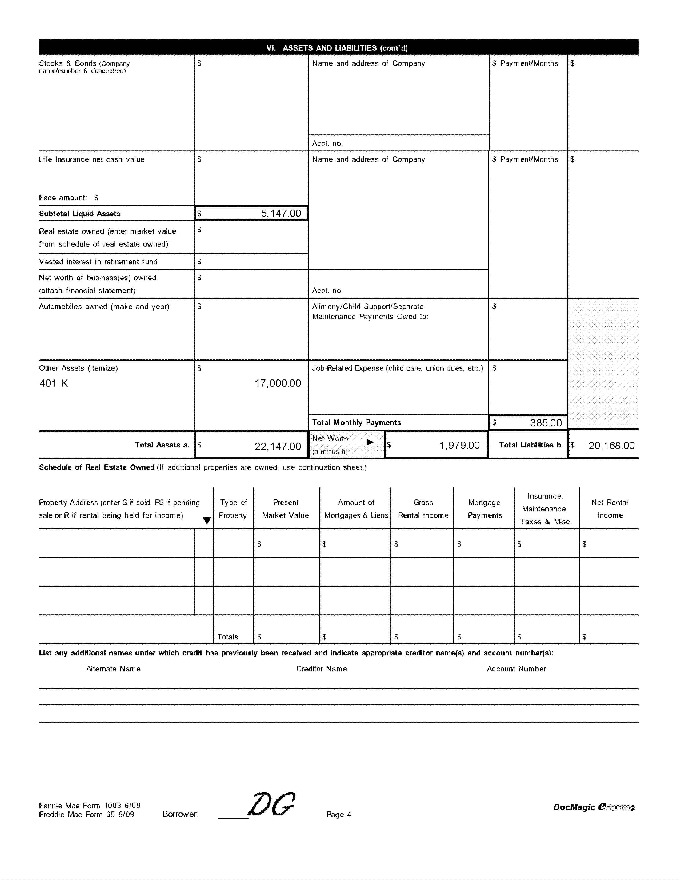 VI. ASSETS AND LIABILITIES (cont'd)
Stocks & Bonds (Company
$
Name and address of Company
$ Payment/Months
$
Acct. no.
Life insurance net cash value
$
Name and address of Company
$ Payment/Months
$
Face amount: $
Subtotal Liquid Assets
$ 5,147.00
Real estate owned (enter market value
from schedule of real estate owned)
$
Vested interest in retirement fund
$
Net worth of business(es) owned
(attach financial statement)
$
Acct. no.
Automobiles owned (make and year)
$
Alimony/Child Support/Separate
Maintenance Payments Owed to:
$
Other Assets (itemize)
$
Job-Related Expense (child care, union dues, etc.)
$
401 K
17,000.00
Total Monthly Payments
$ 385.00
Total Assets a.
$ 22,147.00
Net Worth
(a minus b)
$ 1,979.00
Total Liabilities b.
$ 20,168.00
Schedule of Real Estate Owned (If additional properties are owned, use continuation sheet.)
Property Address (enter S if sold, PS if pending
sale or R if rental being held for income)
Type of
Property
Present
Market Value
Amount of
Mortgages & Liens
Gross
Rental Income
Mortgage
Payments
Insurance,
Maintenance,
Taxes & Misc.
Net Rental
Income
$ $ $ $ $ $
Totals $ $ $ $ $ $
List any additional names under which credit has previously been received and indicate appropriate creditor name(s) and account number(s):
Alternate Name Creditor Name Account Number
Fannie Mae Form 1003 6/09
Freddie Mac Form 65 6/09
Borrower DG
Page 4
DocMagic